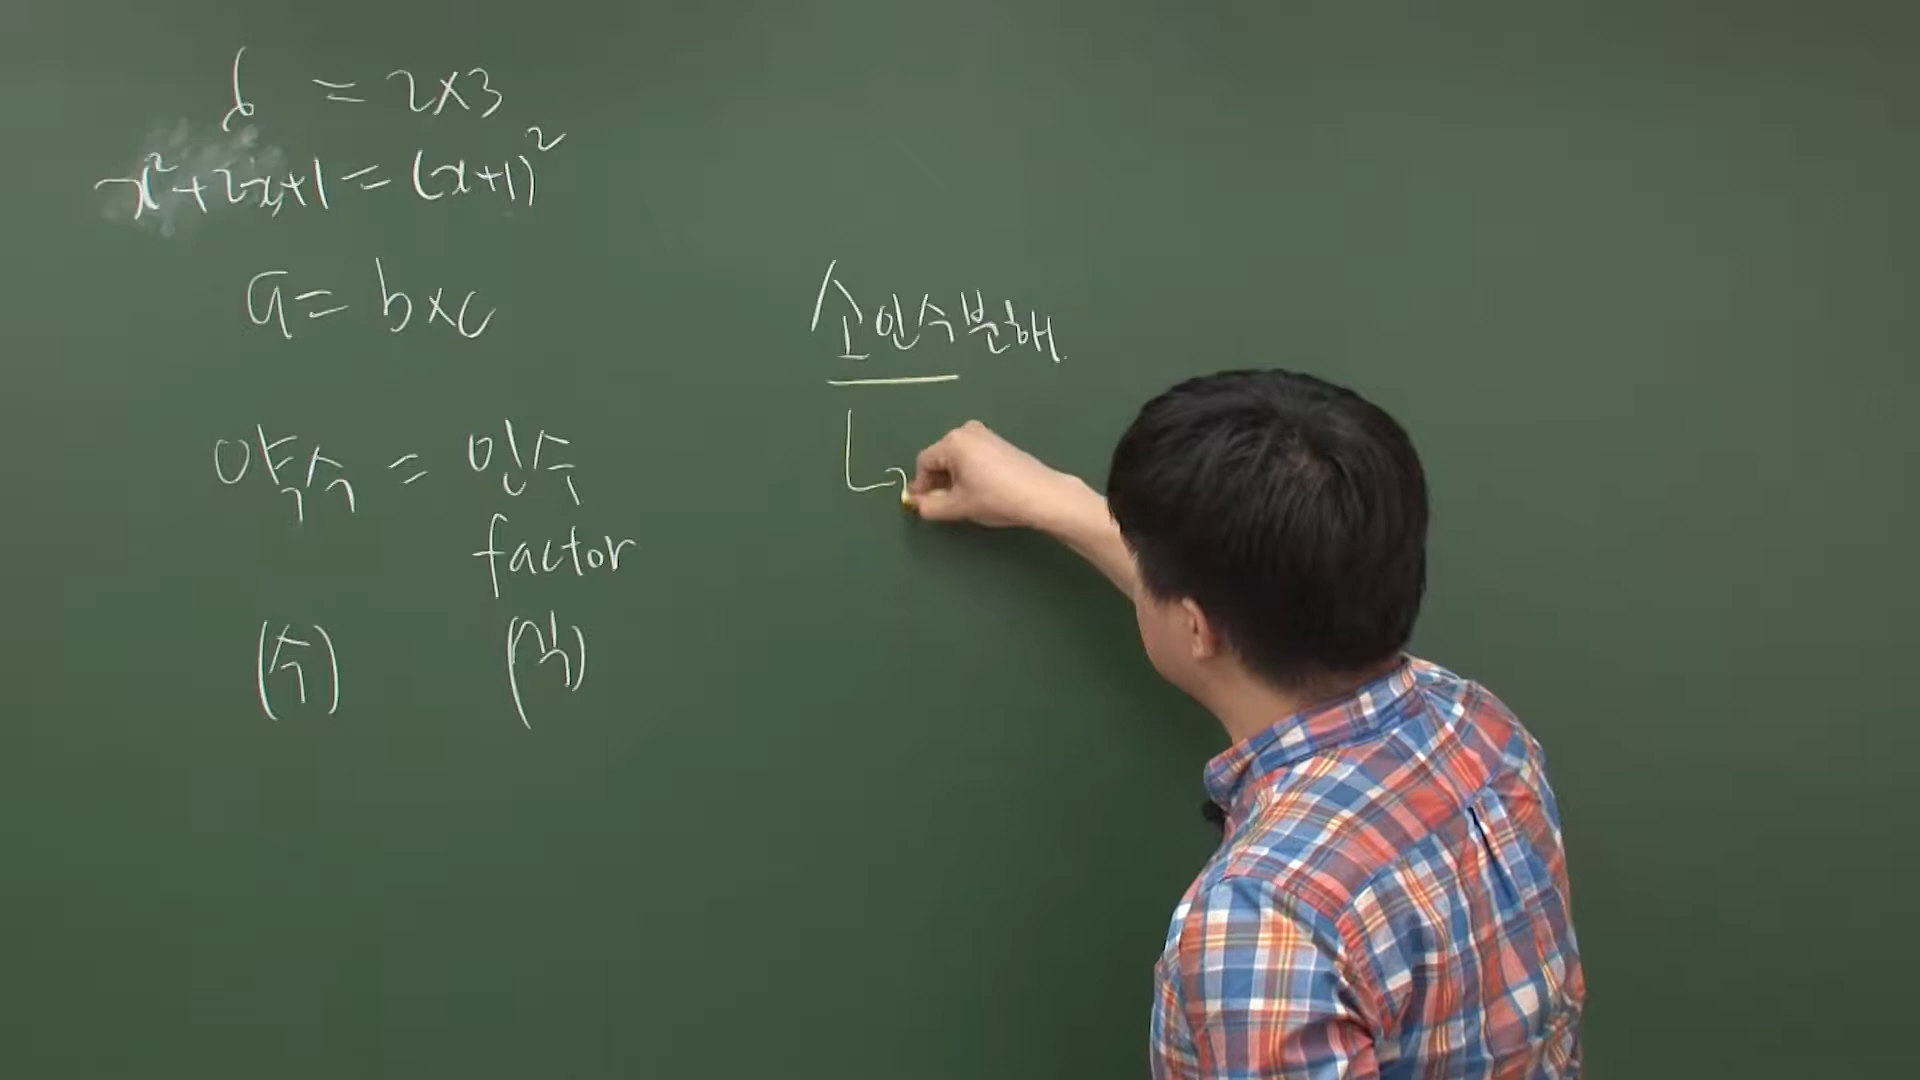 6 = 2×3
x²+2x+1 = (x+1)²
a = b×c
약수 = 인수
factor
(수) (식)
소인수분해